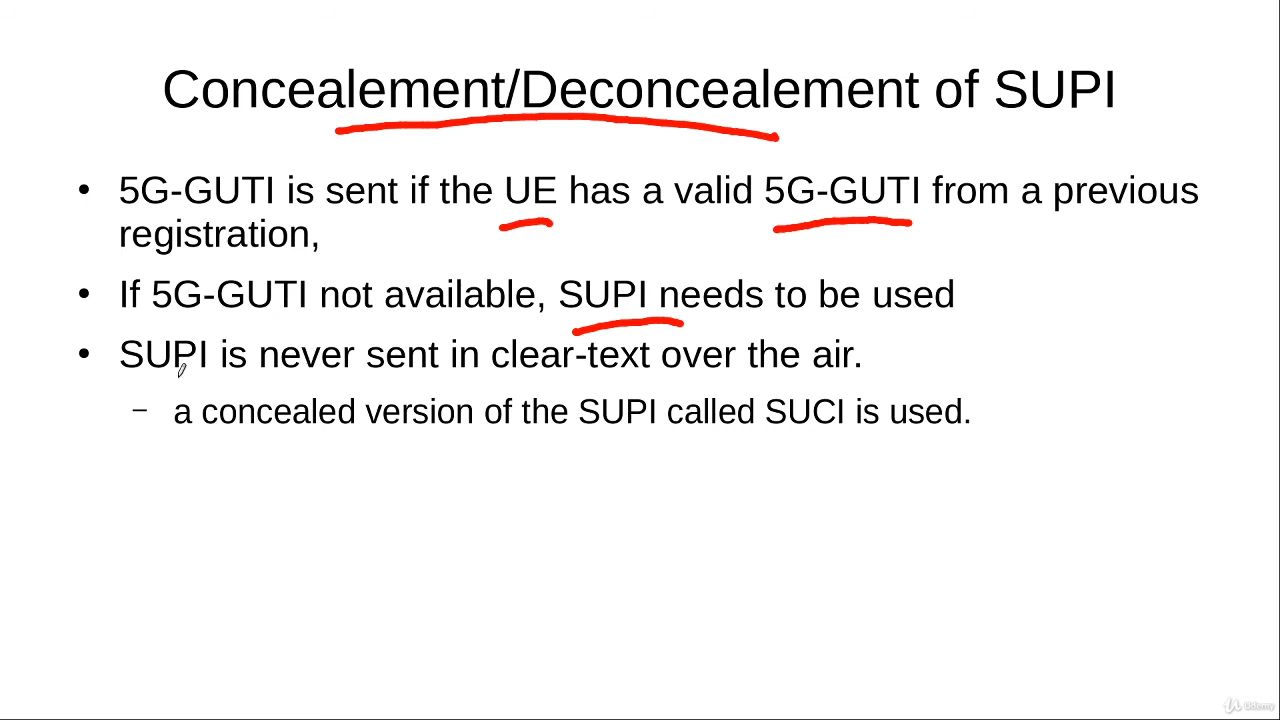 Concealement/Deconcealement of SUPI
• 5G-GUTI is sent if the UE has a valid 5G-GUTI from a previous
registration,
• If 5G-GUTI not available, SUPI needs to be used
• SUPI is never sent in clear-text over the air.
– a concealed version of the SUPI called SUCI is used.
Udemy